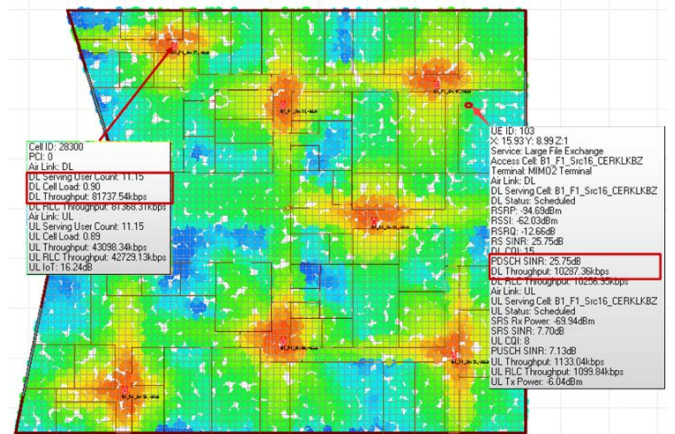 Cell ID: 28300
PCI: 0
Air Link: DL
DL Serving User Count: 11.15
DL Cell Load: 0.90
DL Throughput: 81737.54kbps
DL RLC Throughput: 81368.31kbps
Air Link: UL
UL Serving User Count: 11.15
UL Cell Load: 0.89
UL Throughput: 43098.34kbps
UL RLC Throughput: 42729.13kbps
UL IoT: 16.24dB
UE ID: 103
X: 15.93 Y: 8.99 Z:1
Service: Large File Exchange
Access Cell: B1_F1_Src16_CERKLKBZ
Terminal: MIMO2 Terminal
Air Link: DL
DL Serving Cell: B1_F1_Src16_CERKLKBZ
DL Status: Scheduled
RSRP: -94.69dBm
RSSI: -62.03dBm
RSRQ: -12.66dB
RS SINR: 25.75dB
DL CQI: 15
PDSCH SINR: 25.75dB
DL Throughput: 10287.36kbps
DL RLC Throughput: 10256.95kbps
Air Link: UL
UL Serving Cell: B1_F1_Src16_CERKLKBZ
UL Status: Scheduled
SRS Rx Power: -69.94dBm
SRS SINR: 7.70dB
UL CQI: 8
PUSCH SINR: 7.13dB
UL Throughput: 1133.04kbps
UL RLC Throughput: 1099.84kbps
UL Tx Power: -6.04dBm